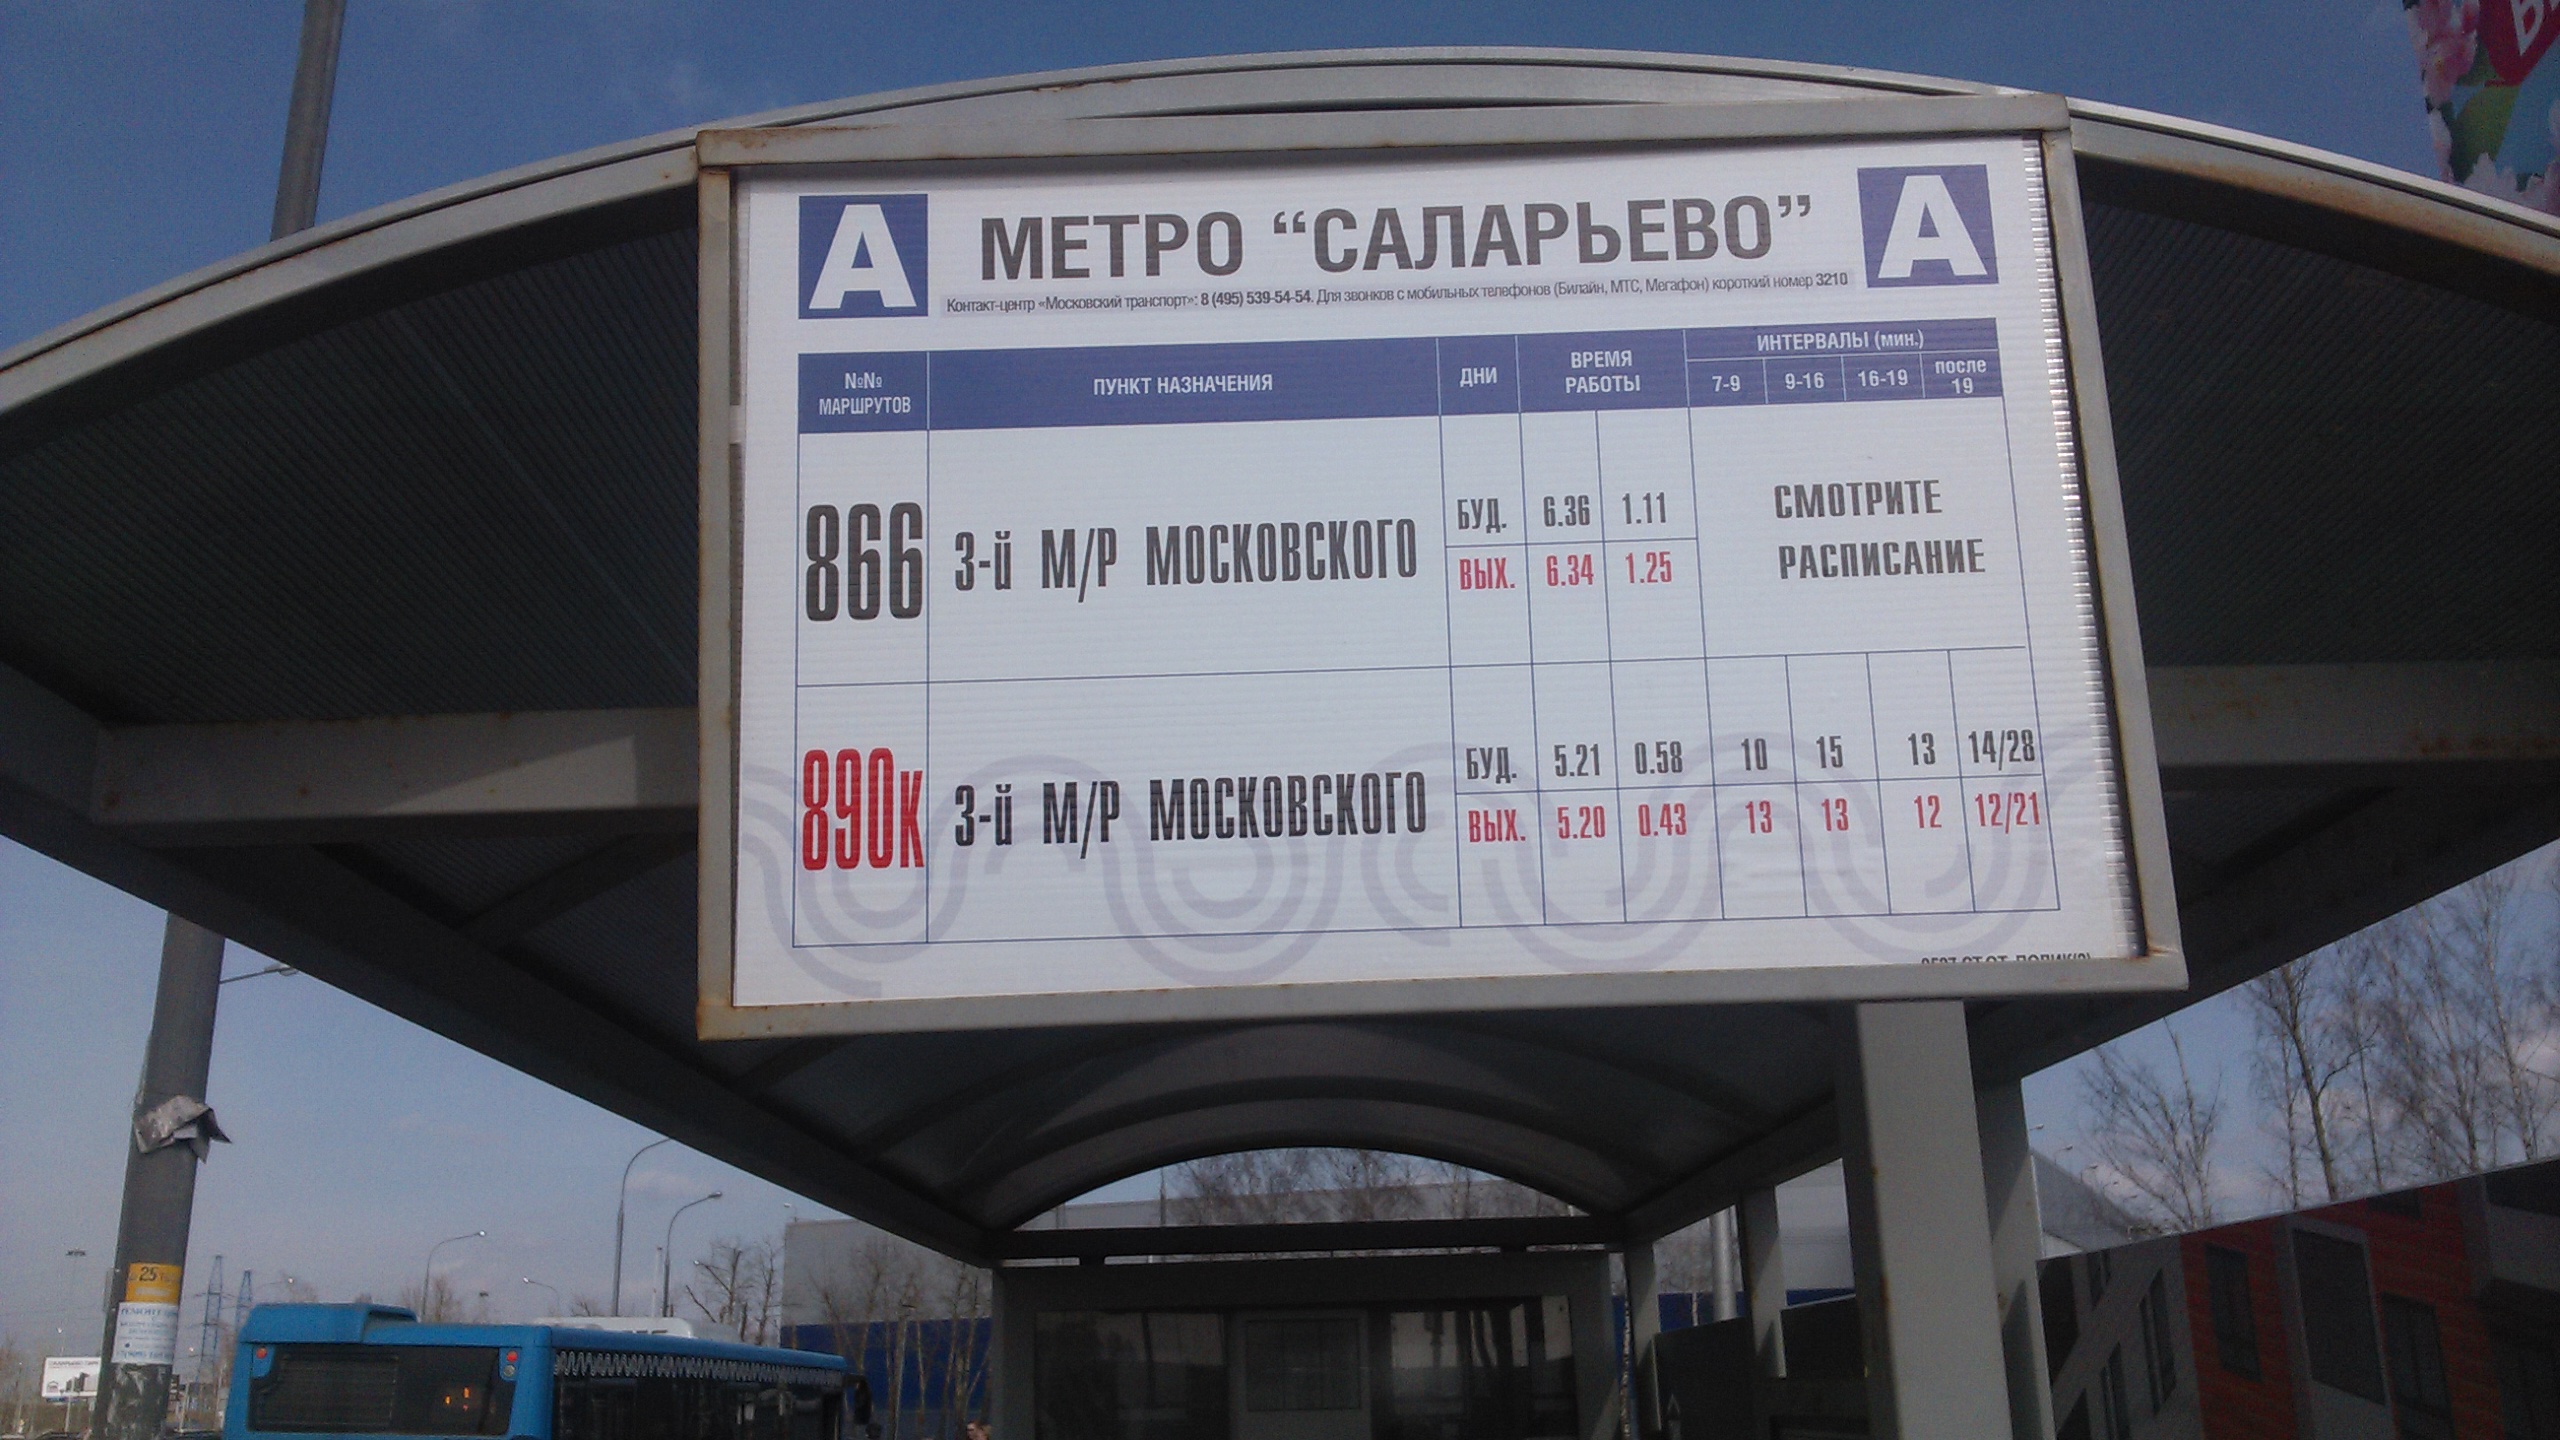 А МЕТРО “САЛАРЬЕВО” А
Контакт-центр «Московский транспорт»: 8 (495) 539-54-54. Для звонков с мобильных телефонов (Билайн, МТС, Мегафон) короткий номер 3210
№№ МАРШРУТОВ ПУНКТ НАЗНАЧЕНИЯ ДНИ ВРЕМЯ РАБОТЫ ИНТЕРВАЛЫ (мин.)
7-9 9-16 16-19 после 19
866 3-й М/Р МОСКОВСКОГО БУД. 6.36 1.11 СМОТРИТЕ
ВЫХ. 6.34 1.25 РАСПИСАНИЕ
890к 3-й М/Р МОСКОВСКОГО БУД. 5.21 0.58 10 15 13 14/28
ВЫХ. 5.20 0.43 13 13 12 12/21
25